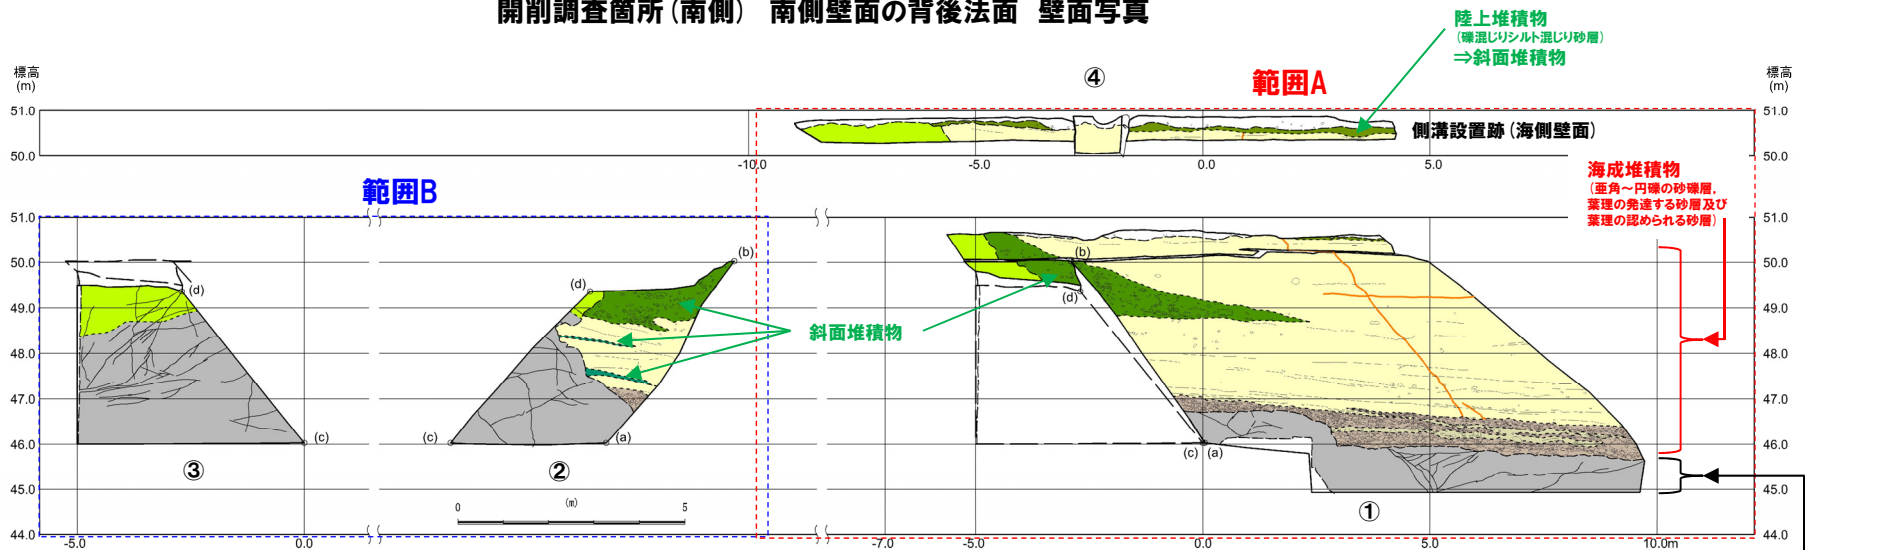 開削調査箇所(南側) 南側壁面の背後法面 壁面写真
陸上堆積物
(礫混じりシルト混じり砂層)
⇒斜面堆積物
標高
(m)
④
範囲A
標高
(m)
51.0
51.0
側溝設置跡(海側壁面)
50.0
50.0
-10.0
-5.0
0.0
5.0
海成堆積物
(亜角～円礫の砂礫層,
葉理の発達する砂層及び
葉理の認められる砂層)
範囲B
51.0
51.0
50.0
(b)
(b)
50.0
(d)
(d)
(d)
49.0
49.0
斜面堆積物
48.0
48.0
47.0
47.0
46.0
(c)
(c)
(a)
(c)
(a)
46.0
③
②
45.0
45.0
0
(m)
5
①
44.0
44.0
-5.0
0.0
-7.0
-5.0
0.0
5.0
10.0m